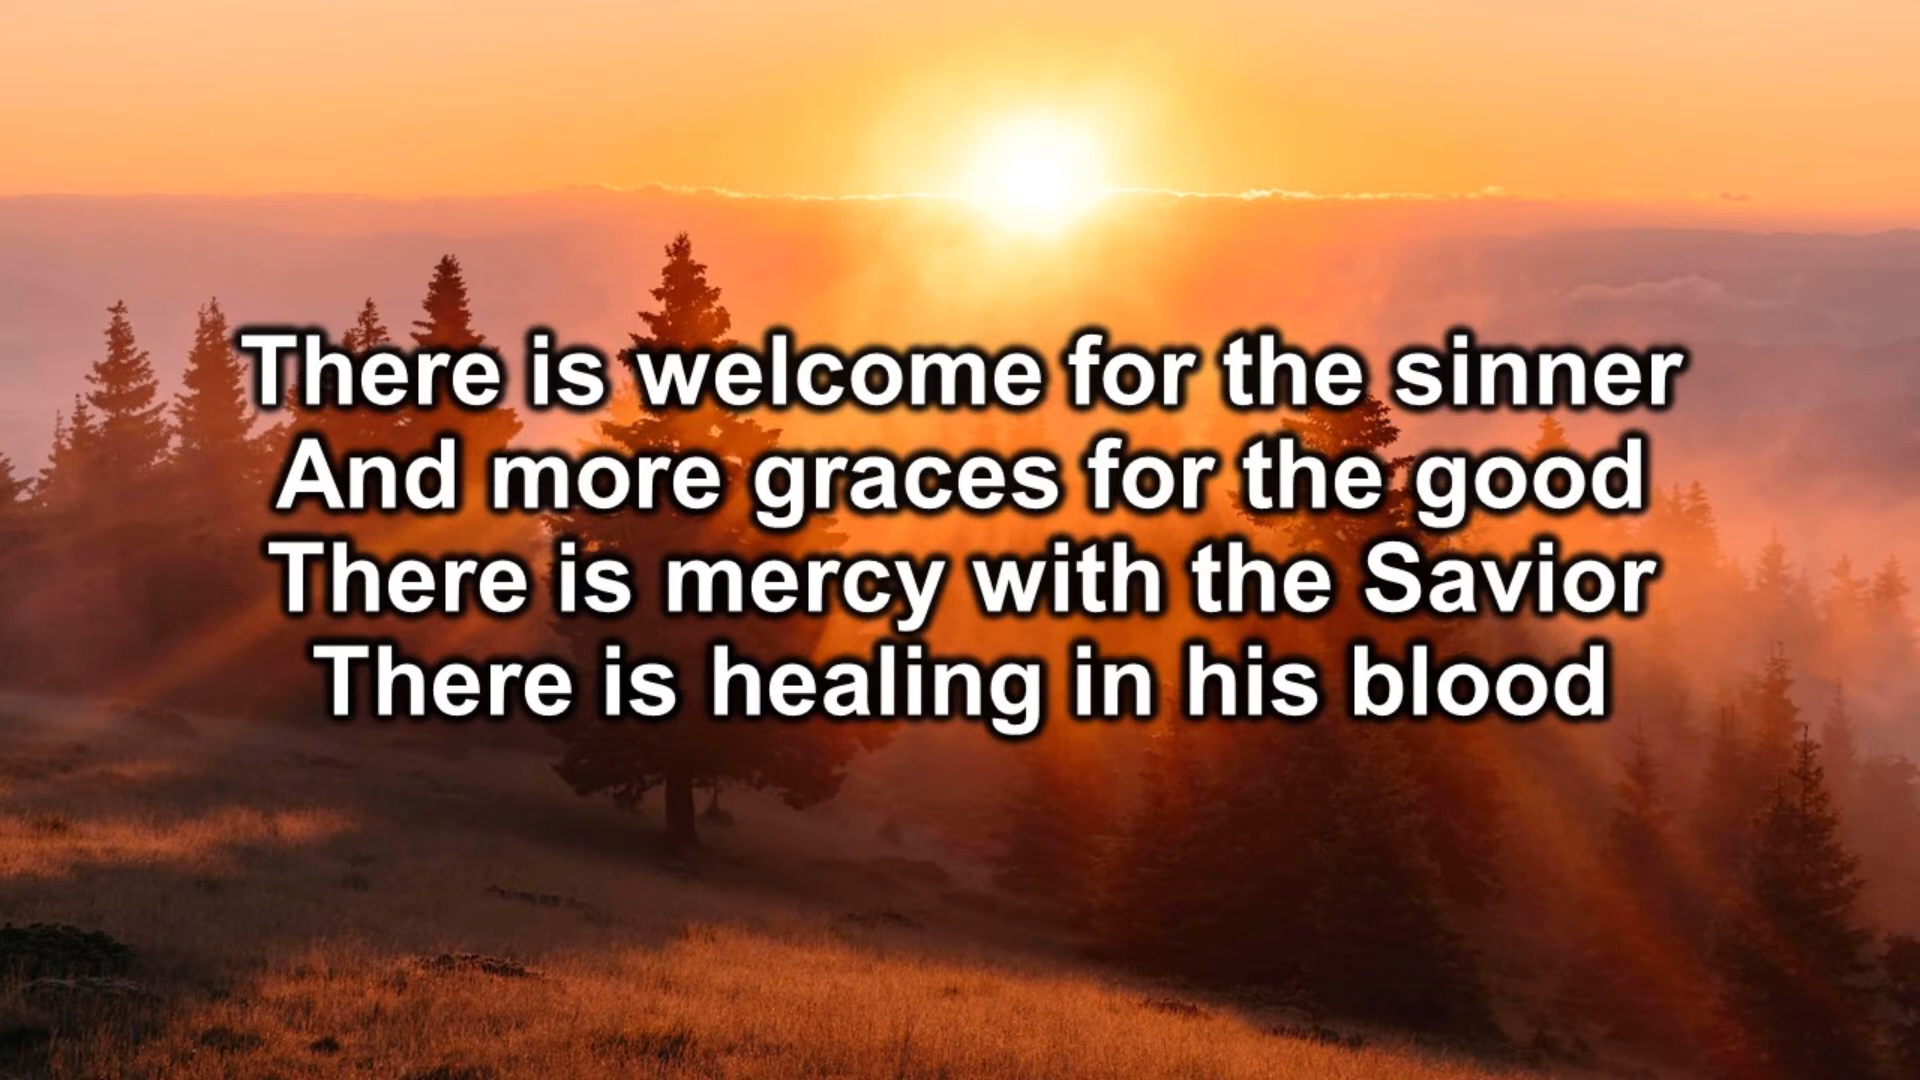 There is welcome for the sinner
And more graces for the good
There is mercy with the Savior
There is healing in his blood